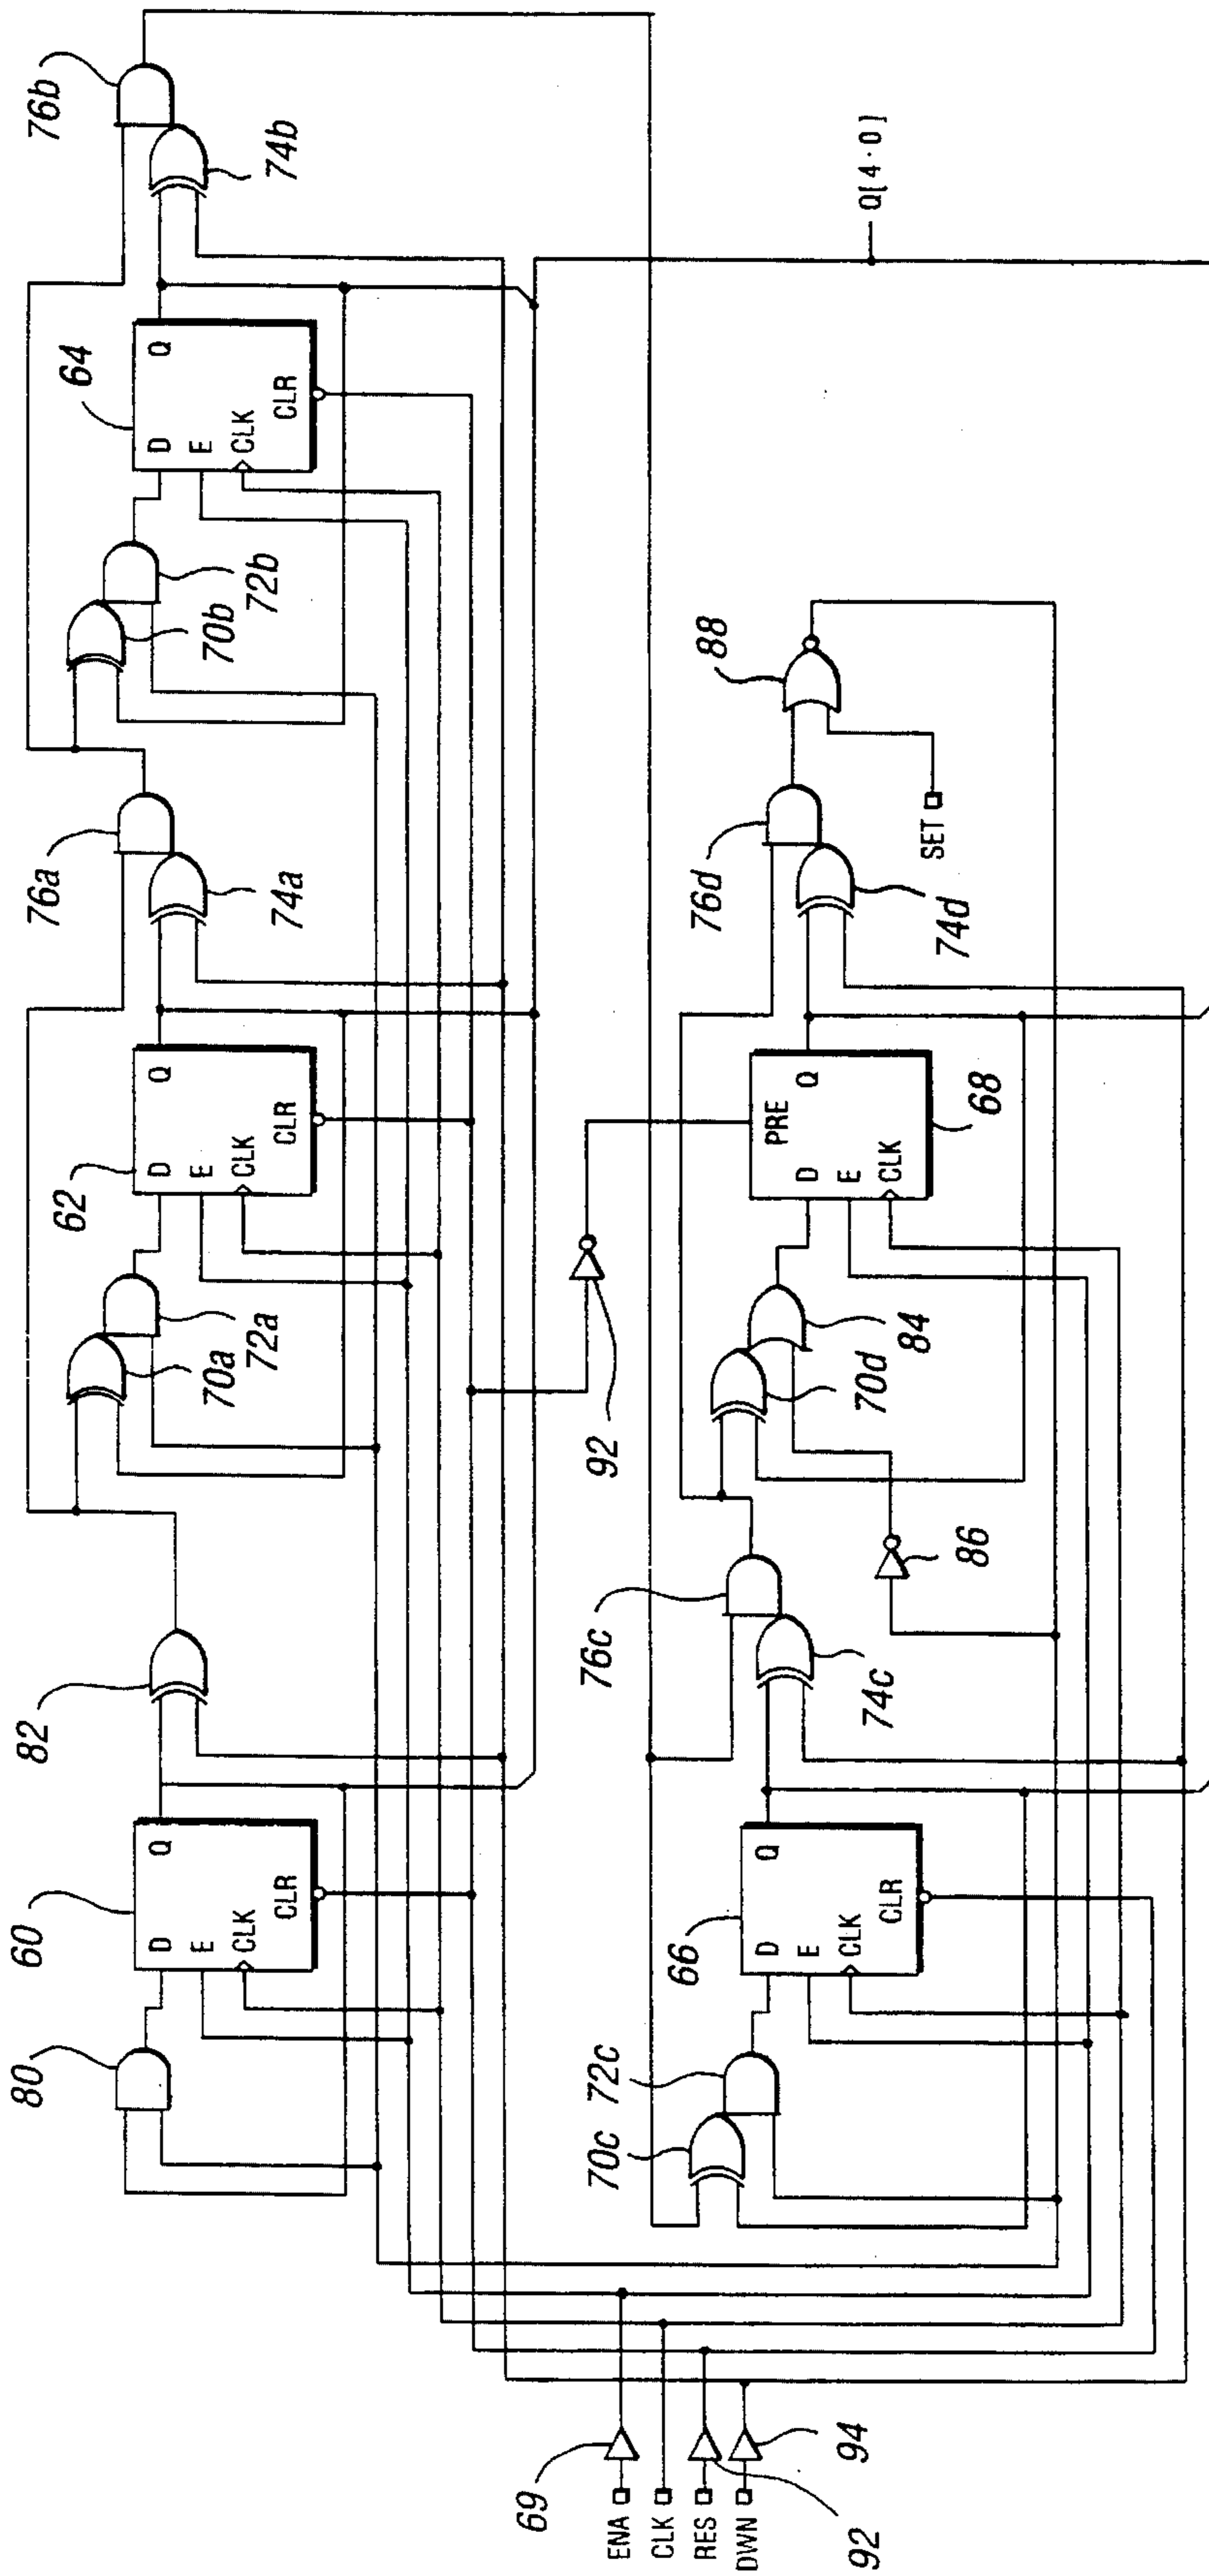 80
60
D
E
CLK
CLR
Q
82
70a
72a
62
D
E
CLK
CLR
Q
76a
74a
70b
72b
64
D
E
CLK
CLR
Q
76b
74b
92
69
ENA
CLK
RES
DWN
92
94
70c
72c
66
D
E
CLK
CLR
Q
76c
74c
86
70d
84
PRE
D
E
CLK
Q
68
76d
74d
88
SET
Q[4·0]